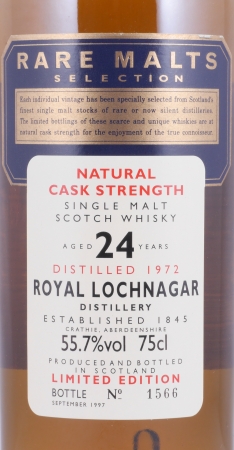 RARE MALTS
SELECTION
Each individual vintage has been specially selected from Scotland's
finest single malt stocks of rare or now silent distilleries.
The limited bottlings of these scarce and unique whiskies are at
natural cask strength for the enjoyment of the true connoisseur.
NATURAL
CASK STRENGTH
SINGLE MALT
SCOTCH WHISKY
AGED 24 YEARS
DISTILLED 1972
ROYAL LOCHNAGAR
DISTILLERY
ESTABLISHED 1845
CRATHIE, ABERDEENSHIRE
55.7%vol 75cl
PRODUCED AND BOTTLED
IN SCOTLAND
LIMITED EDITION
BOTTLE Nº 1566
SEPTEMBER 1997